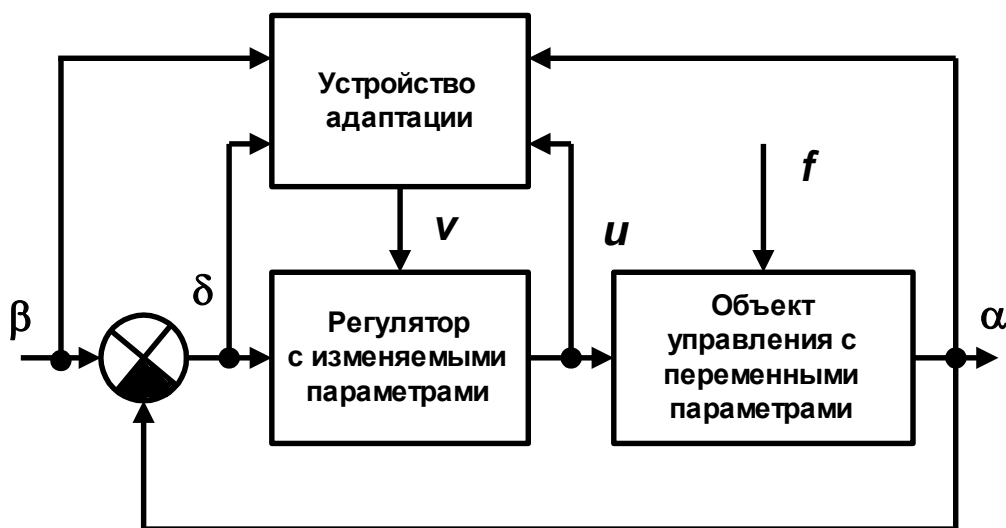 Устройство
адаптации
f
v
u
δ
β
α
Регулятор
с изменяемыми
параметрами
Объект
управления с
переменными
параметрами